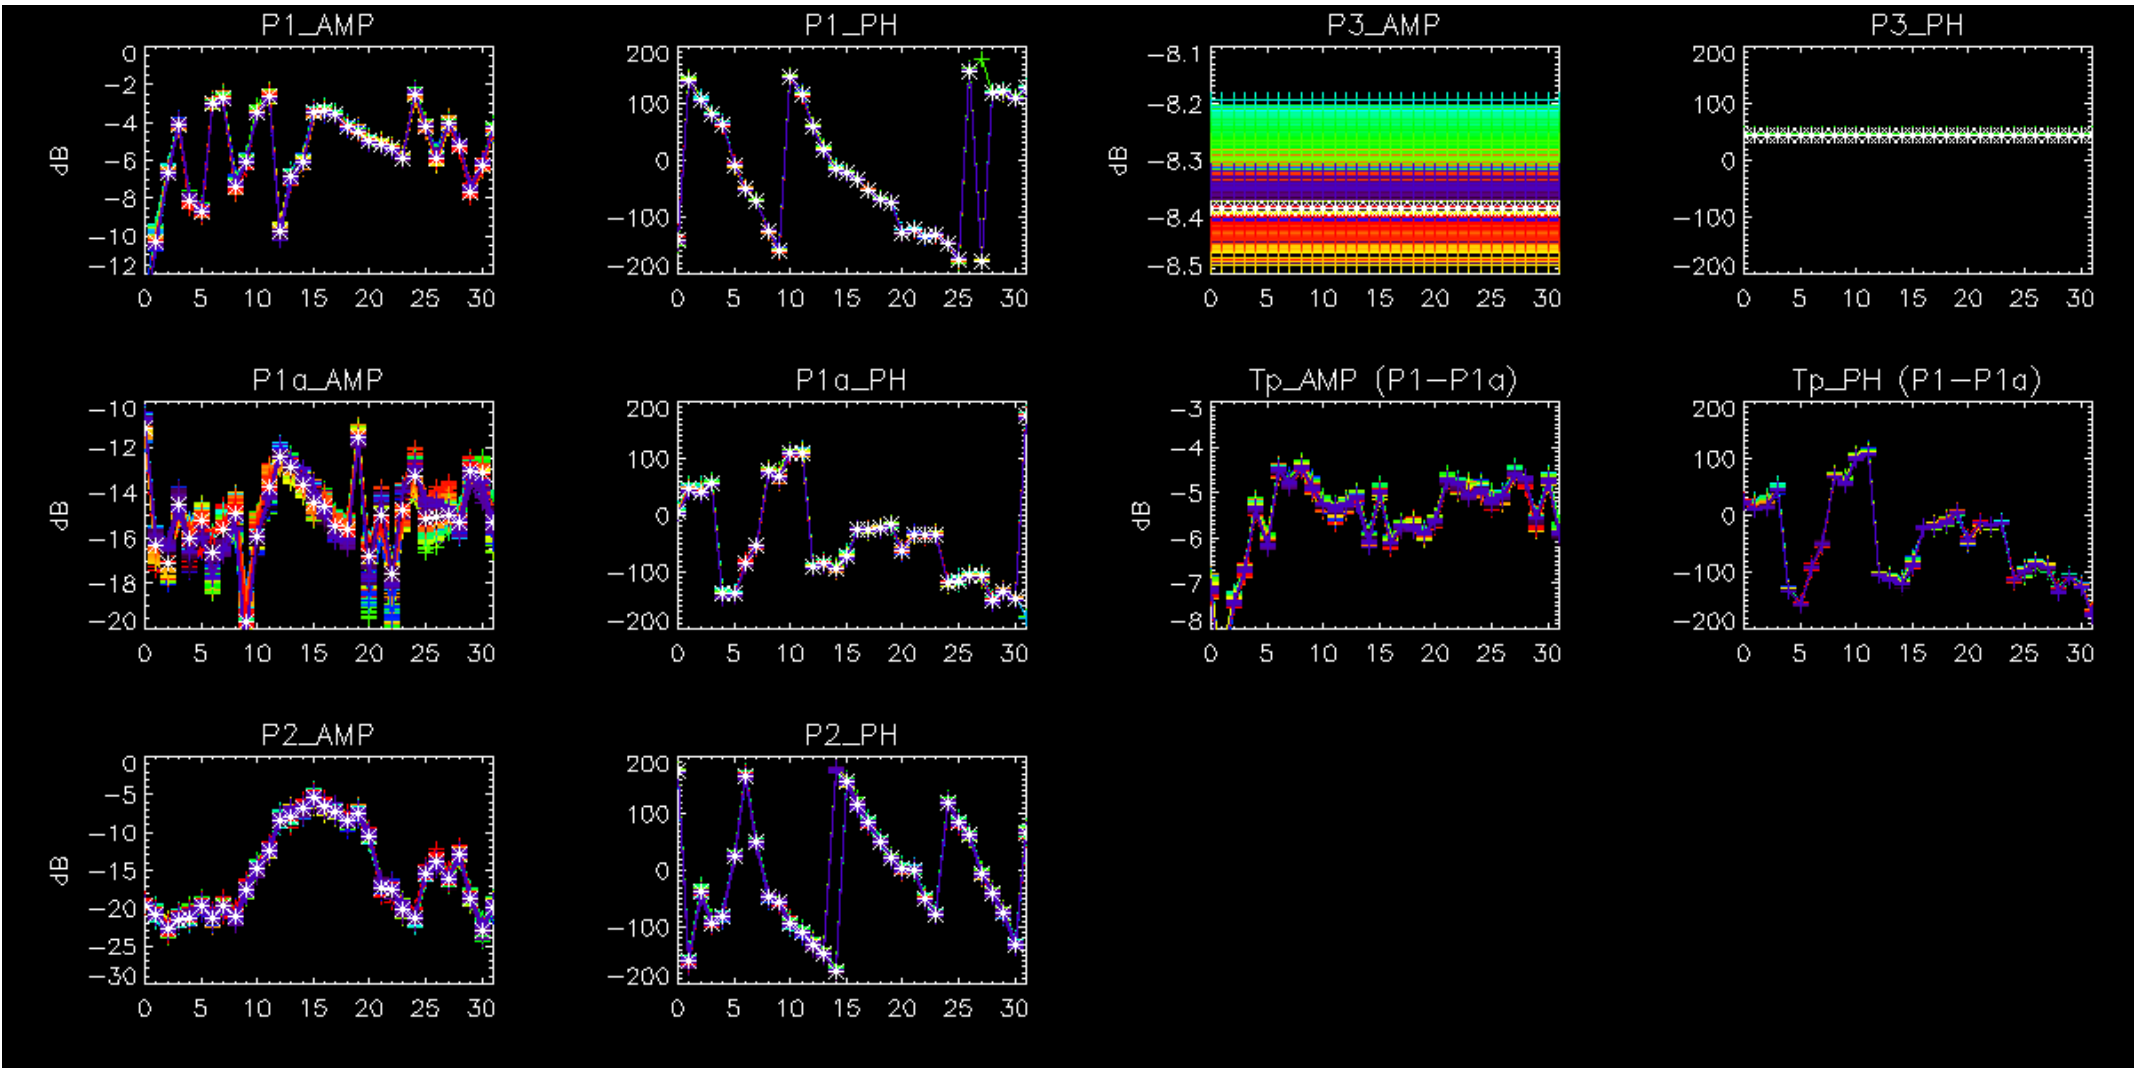 P1_AMP P1_PH P3_AMP P3_PH
0 −2 −4 −6 −8 −10 −12
dB
0 5 10 15 20 25 30
200 100 0 −100 −200
0 5 10 15 20 25 30
−8.1 −8.2 −8.3 −8.4 −8.5
dB
0 5 10 15 20 25 30
200 100 0 −100 −200
0 5 10 15 20 25 30
P1a_AMP P1a_PH Tp_AMP (P1−P1a) Tp_PH (P1−P1a)
−10 −12 −14 −16 −18 −20
dB
0 5 10 15 20 25 30
200 100 0 −100 −200
0 5 10 15 20 25 30
−3 −4 −5 −6 −7 −8
dB
0 5 10 15 20 25 30
200 100 0 −100 −200
0 5 10 15 20 25 30
P2_AMP P2_PH
0 −5 −10 −15 −20 −25 −30
dB
0 5 10 15 20 25 30
200 100 0 −100 −200
0 5 10 15 20 25 30